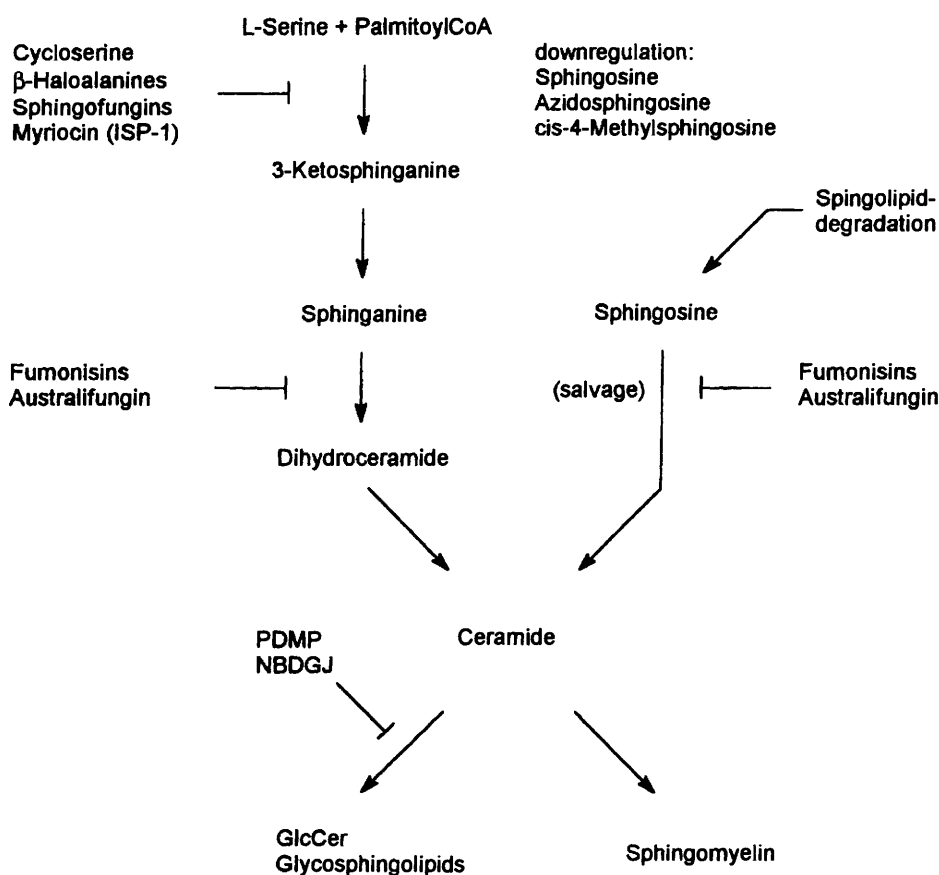 L-Serine + PalmitoylCoA
Cycloserine
β-Haloalanines
Sphingofungins
Myriocin (ISP-1)
downregulation:
Sphingosine
Azidosphingosine
cis-4-Methylsphingosine
3-Ketosphinganine
Spingolipid-
degradation
Sphinganine
Sphingosine
Fumonisins
Australifungin
(salvage)
Fumonisins
Australifungin
Dihydroceramide
PDMP
NBDGJ
Ceramide
GlcCer
Glycosphingolipids
Sphingomyelin